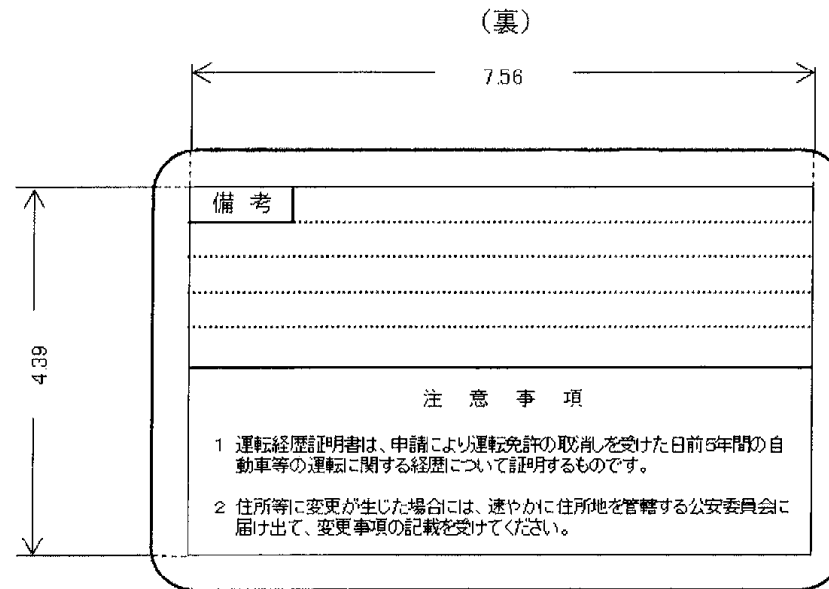 （裏）
7.56
備 考
4.39
注 意 事 項
1 運転経歴証明書は、申請により運転免許の取消しを受けた日前5年間の自
動車等の運転に関する経歴について証明するものです。
2 住所等に変更が生じた場合には、速やかに住所地を管轄する公安委員会に
届け出て、変更事項の記載を受けてください。